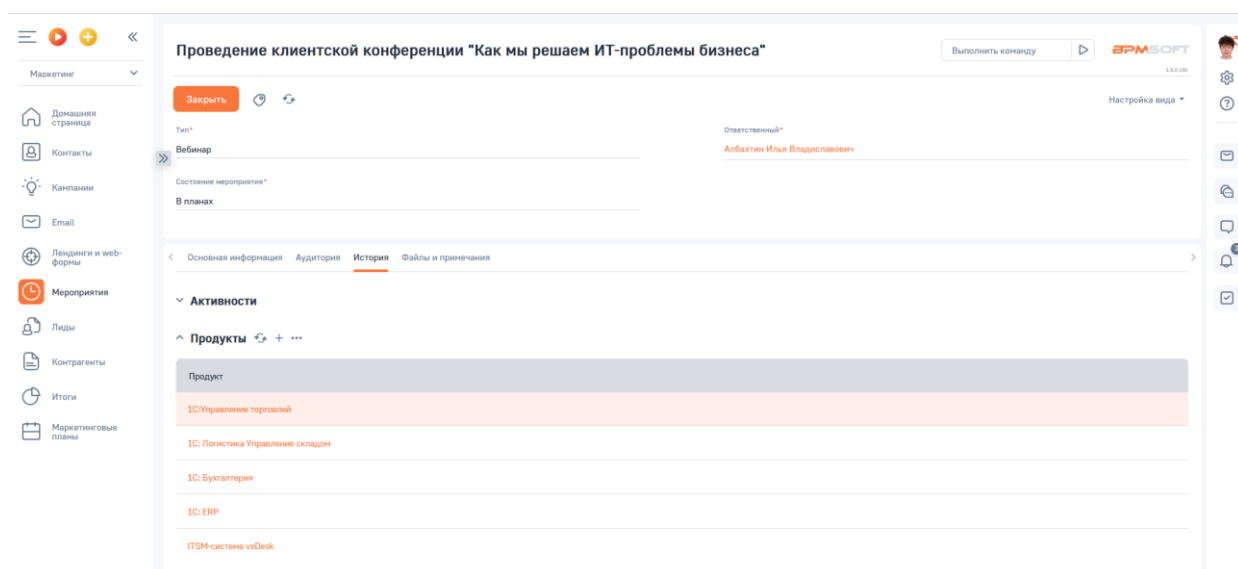 Проведение клиентской конференции "Как мы решаем ИТ-проблемы бизнеса"
Выполнить команду
BPMSOFT
Маркетинг
Закрыть
Настройка вида
Домашняя
страница
Контакты
Кампании
Email
Лендинги и web-
формы
Мероприятия
Лиды
Контрагенты
Итоги
Маркетинговые
планы
Тип*
Вебинар
Ответственный*
Албахтин Илья Владиславович
Состояние мероприятия*
В планах
Основная информация Аудитория История Файлы и примечания
Активности
Продукты
Продукт
1С:Управление торговлей
1С: Логистика Управление складом
1С: Бухгалтерия
1С: ERP
ITSM-система vsDesk